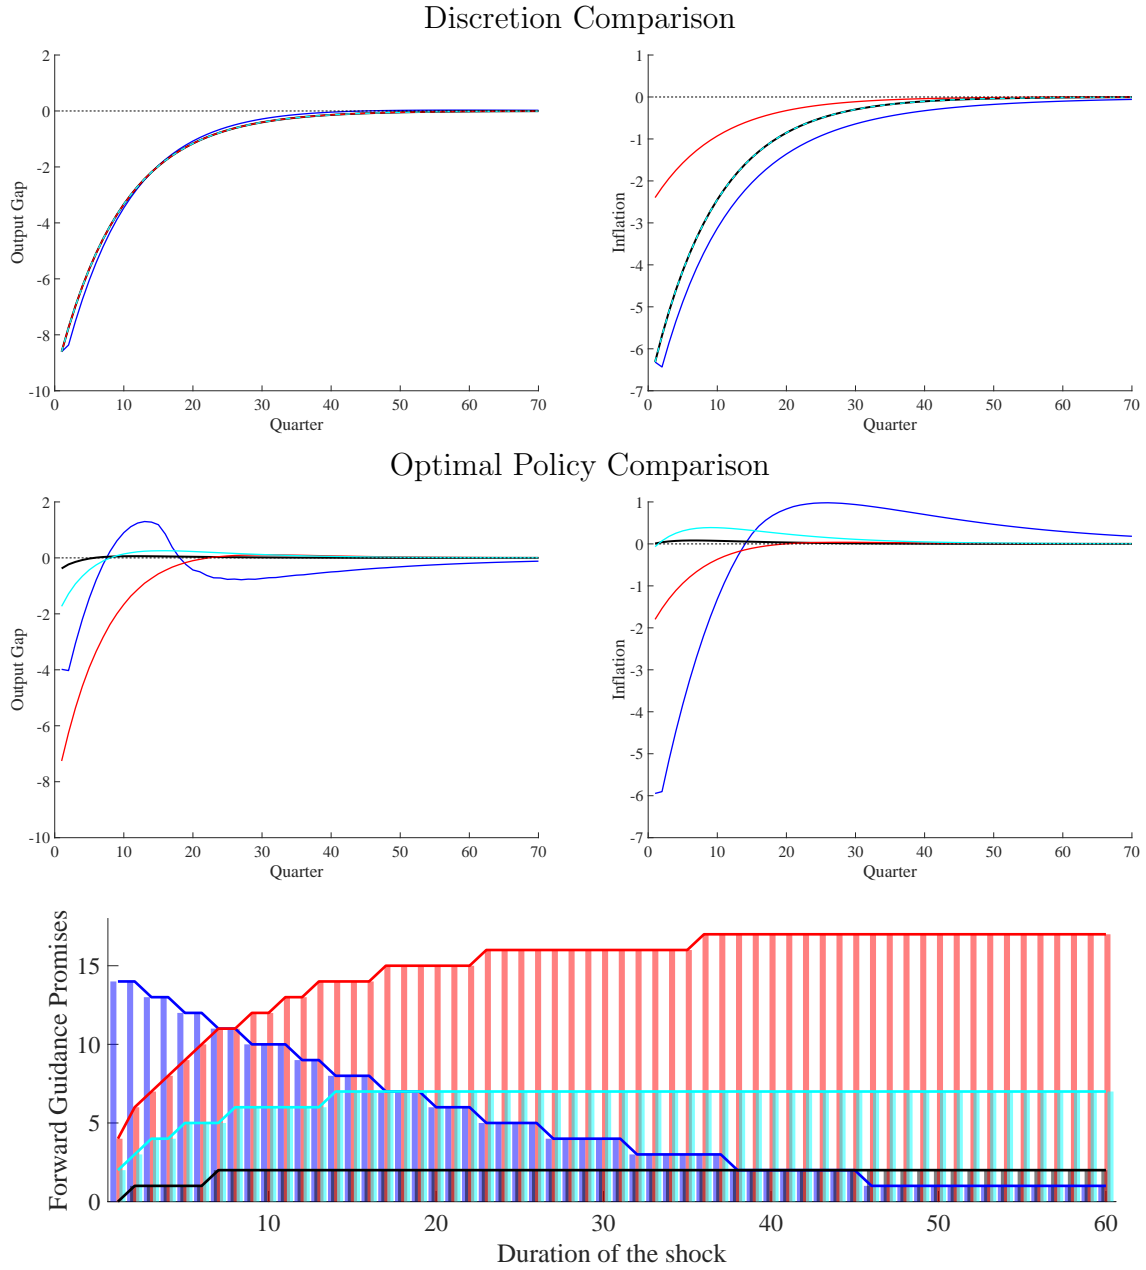 Discretion Comparison
2
0
-2
-4
-6
-8
-10
Output Gap
0 10 20 30 40 50 60 70
Quarter
1
0
-1
-2
-3
-4
-5
-6
-7
Inflation
0 10 20 30 40 50 60 70
Quarter
Optimal Policy Comparison
2
0
-2
-4
-6
-8
-10
Output Gap
0 10 20 30 40 50 60 70
Quarter
1
0
-1
-2
-3
-4
-5
-6
-7
Inflation
0 10 20 30 40 50 60 70
Quarter
Forward Guidance Promises
15
10
5
0
10 20 30 40 50 60
Duration of the shock